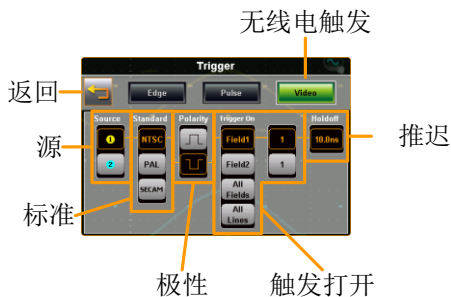 无线电触发
Trigger
返回
Edge
Pulse
Video
Source
Standard
Polarity
Trigger On
Holdoff
源
1
NTSC
Field1
1
10.0ms
推迟
2
PAL
Field2
1
SECAM
All
Fields
标准
All
Lines
极性
触发打开